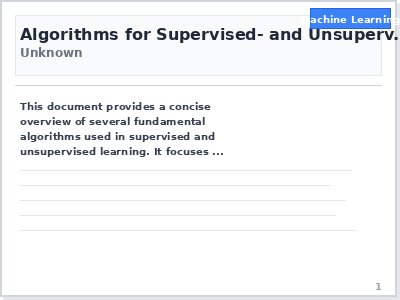 Machine Learning
Algorithms for Supervised- and Unsuperv...
Unknown
This document provides a concise
overview of several fundamental
algorithms used in supervised and
unsupervised learning. It focuses ...
1